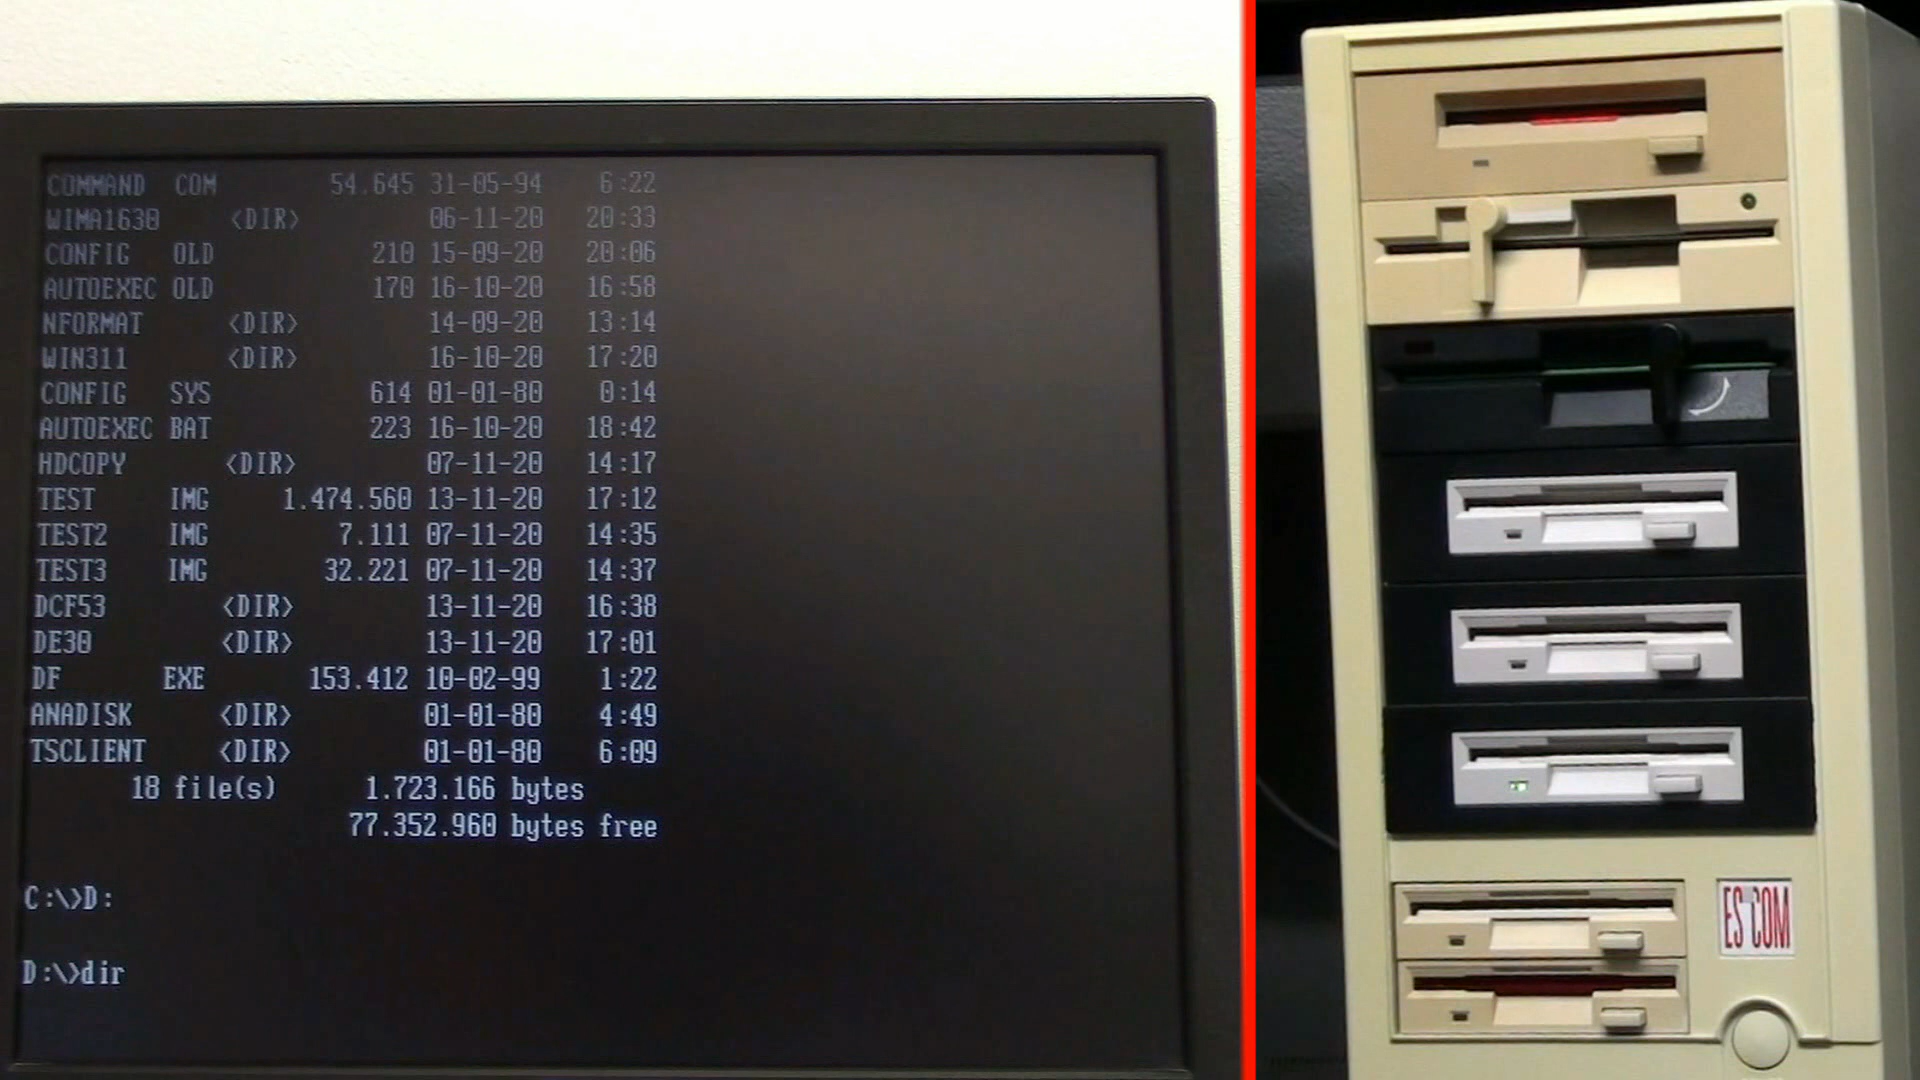 COMMAND  COM        54.645 31-05-94   6:22
WIMA1630     <DIR>         06-11-20  20:33
CONFIG   OLD           210 15-09-20  20:06
AUTOEXEC OLD           170 16-10-20  16:58
NFORMAT      <DIR>         14-09-20  13:14
WIN311       <DIR>         16-10-20  17:20
CONFIG   SYS           614 01-01-80   0:14
AUTOEXEC BAT           223 16-10-20  18:42
HDCOPY       <DIR>         07-11-20  14:17
TEST     IMG     1.474.560 13-11-20  17:12
TEST2    IMG         7.111 07-11-20  14:35
TEST3    IMG        32.221 07-11-20  14:37
DCF53        <DIR>         13-11-20  16:38
DE30         <DIR>         13-11-20  17:01
DF       EXE       153.412 10-02-99   1:22
ANADISK      <DIR>         01-01-80   4:49
TSCLIENT     <DIR>         01-01-80   6:09
18 file(s)      1.723.166 bytes
77.352.960 bytes free
C:\>D:
D:\>dir
ESCOM